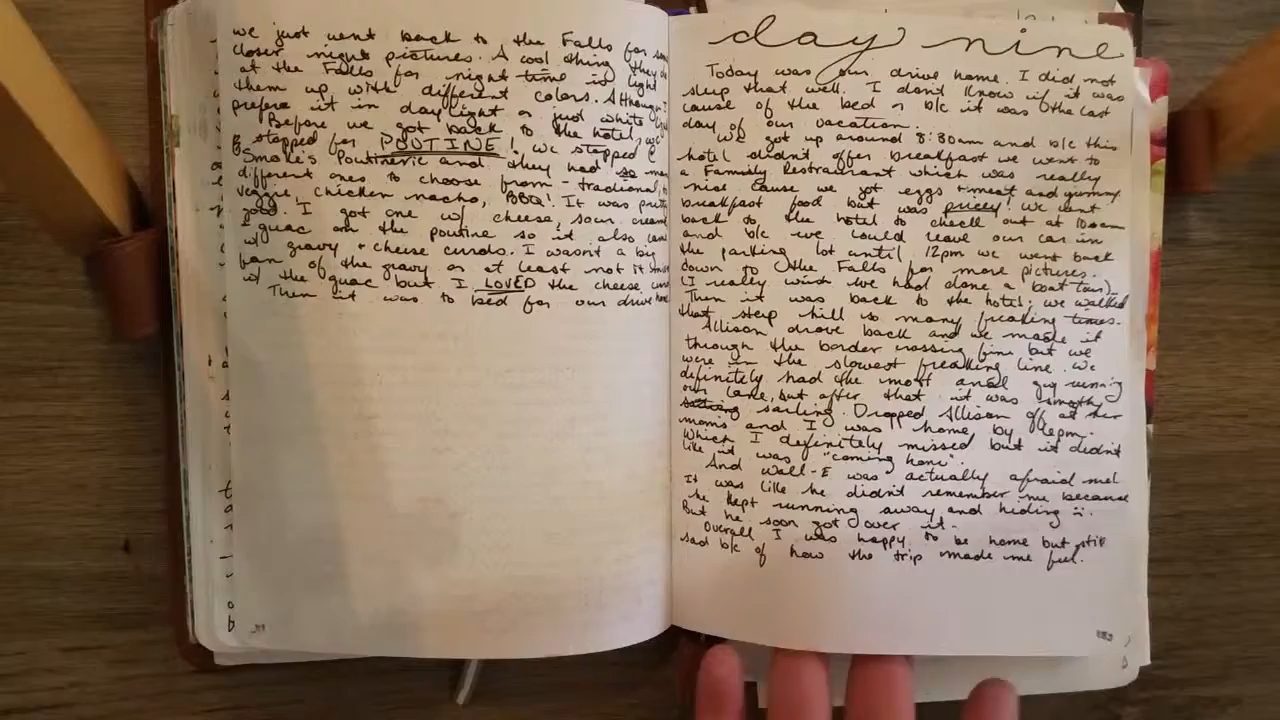 we just went back to the Falls for some
closer night pictures. A cool thing they do
at the Falls for night time is light
them up with different colors. Although I
prefer it in daylight or just white light
Before we got back to the hotel, we
stopped for POUTINE! We stopped @
Smoke's Poutinerie and they had so many
different ones to choose from - traditional,
veggie, chicken nacho, BBQ! It was pretty
good. I got one w/ cheese, sour cream
guac on the poutine so it also came
w/ gravy + cheese curds. I wasn't a big
fan of the gravy or at least not it
w/ the guac but I LOVED the cheese
Then it was to bed for our drive home
day nine
Today was our drive home. I did not
sleep that well. I don't know if it was
cause of the bed or b/c it was the last
day of our vacation.
We got up around 8:30am and b/c this
hotel didn't offer breakfast we went to
a Family Restaurant which was really
nice cause we got eggs + meat and yummy
breakfast food but was pricey! We went
back to the hotel to check out at 10am
and b/c we could leave our car in
the parking lot until 12pm we went back
down to the Falls for more pictures.
(I really wish we had done a boat tour)
Then it was back to the hotel; we walked
that steep hill so many freaking times.
Allison drove back and we made it
through the border crossing fine but we
were in the slowest freaking line. We
definitely had the most anal guy running
our lane, but after that it was smooth
sailing. Dropped Allison off at her
moms and I was home by 4pm.
Which I definitely missed but it didn't
like it was "coming home".
And Wall-E was actually afraid me!
It was like he didn't remember me because
he kept running away and hiding
But he soon got over it.
Overall I was happy to be home but still
sad b/c of how the trip made me feel.